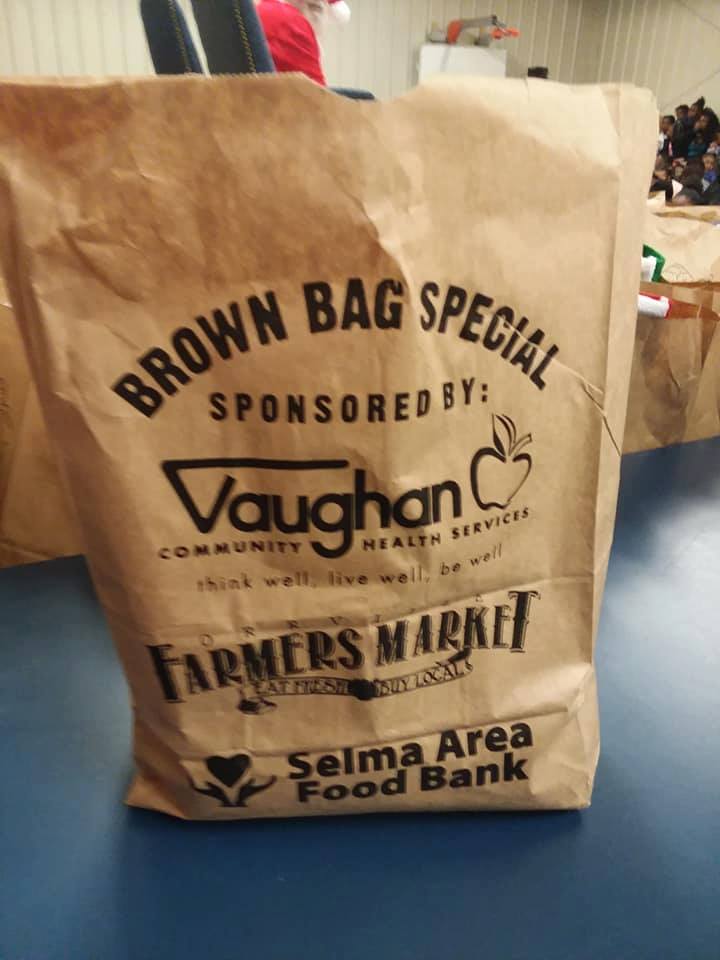 BROWN BAG SPECIAL
SPONSORED BY:
Vaughan
COMMUNITY HEALTH SERVICES
think well, live well, be well
FARMERS MARKET
EAT FRESH BUY LOCAL
Selma Area
Food Bank